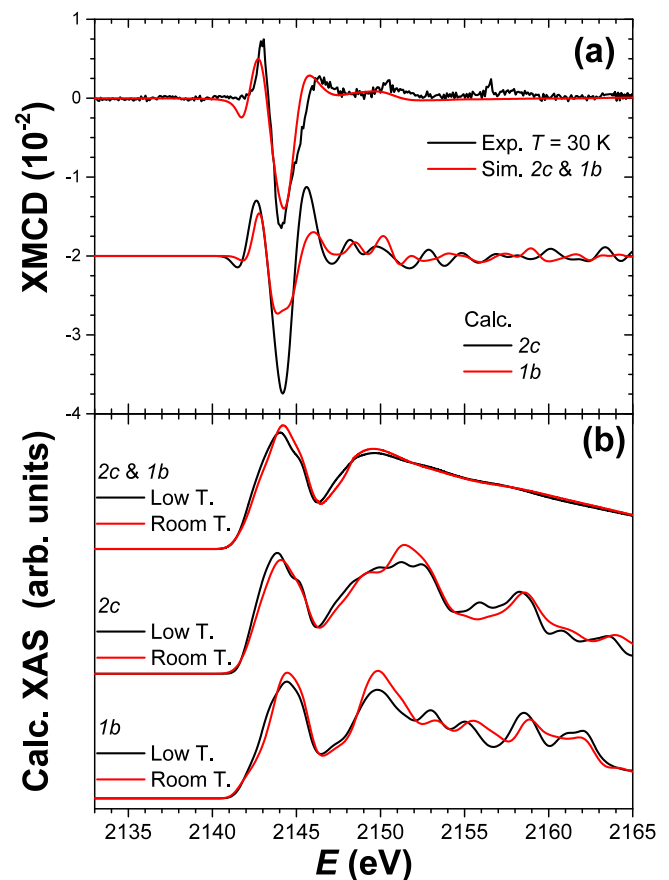 (a)
1
0
-1
-2
-3
-4
XMCD (10⁻²)
Exp. T = 30 K
Sim. 2c & 1b
Calc.
2c
1b
(b)
Calc. XAS (arb. units)
2c & 1b
Low T.
Room T.
2c
Low T.
Room T.
1b
Low T.
Room T.
2135 2140 2145 2150 2155 2160 2165
E (eV)